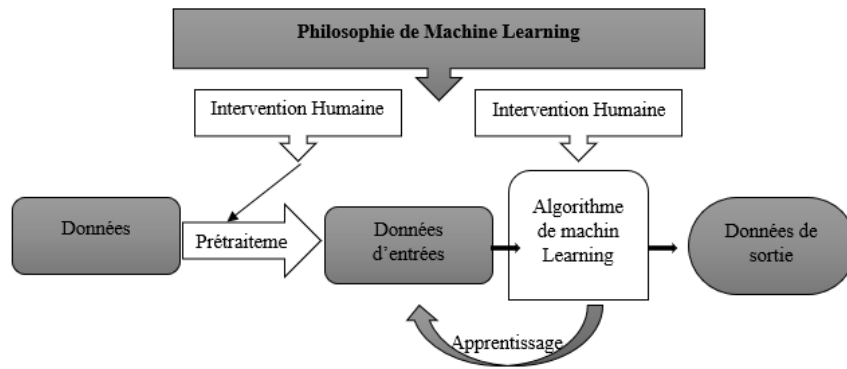 Philosophie de Machine Learning
Intervention Humaine
Intervention Humaine
Données
Prétraiteme
Données
d’entrées
Algorithme
de machin
Learning
Données de
sortie
Apprentissage